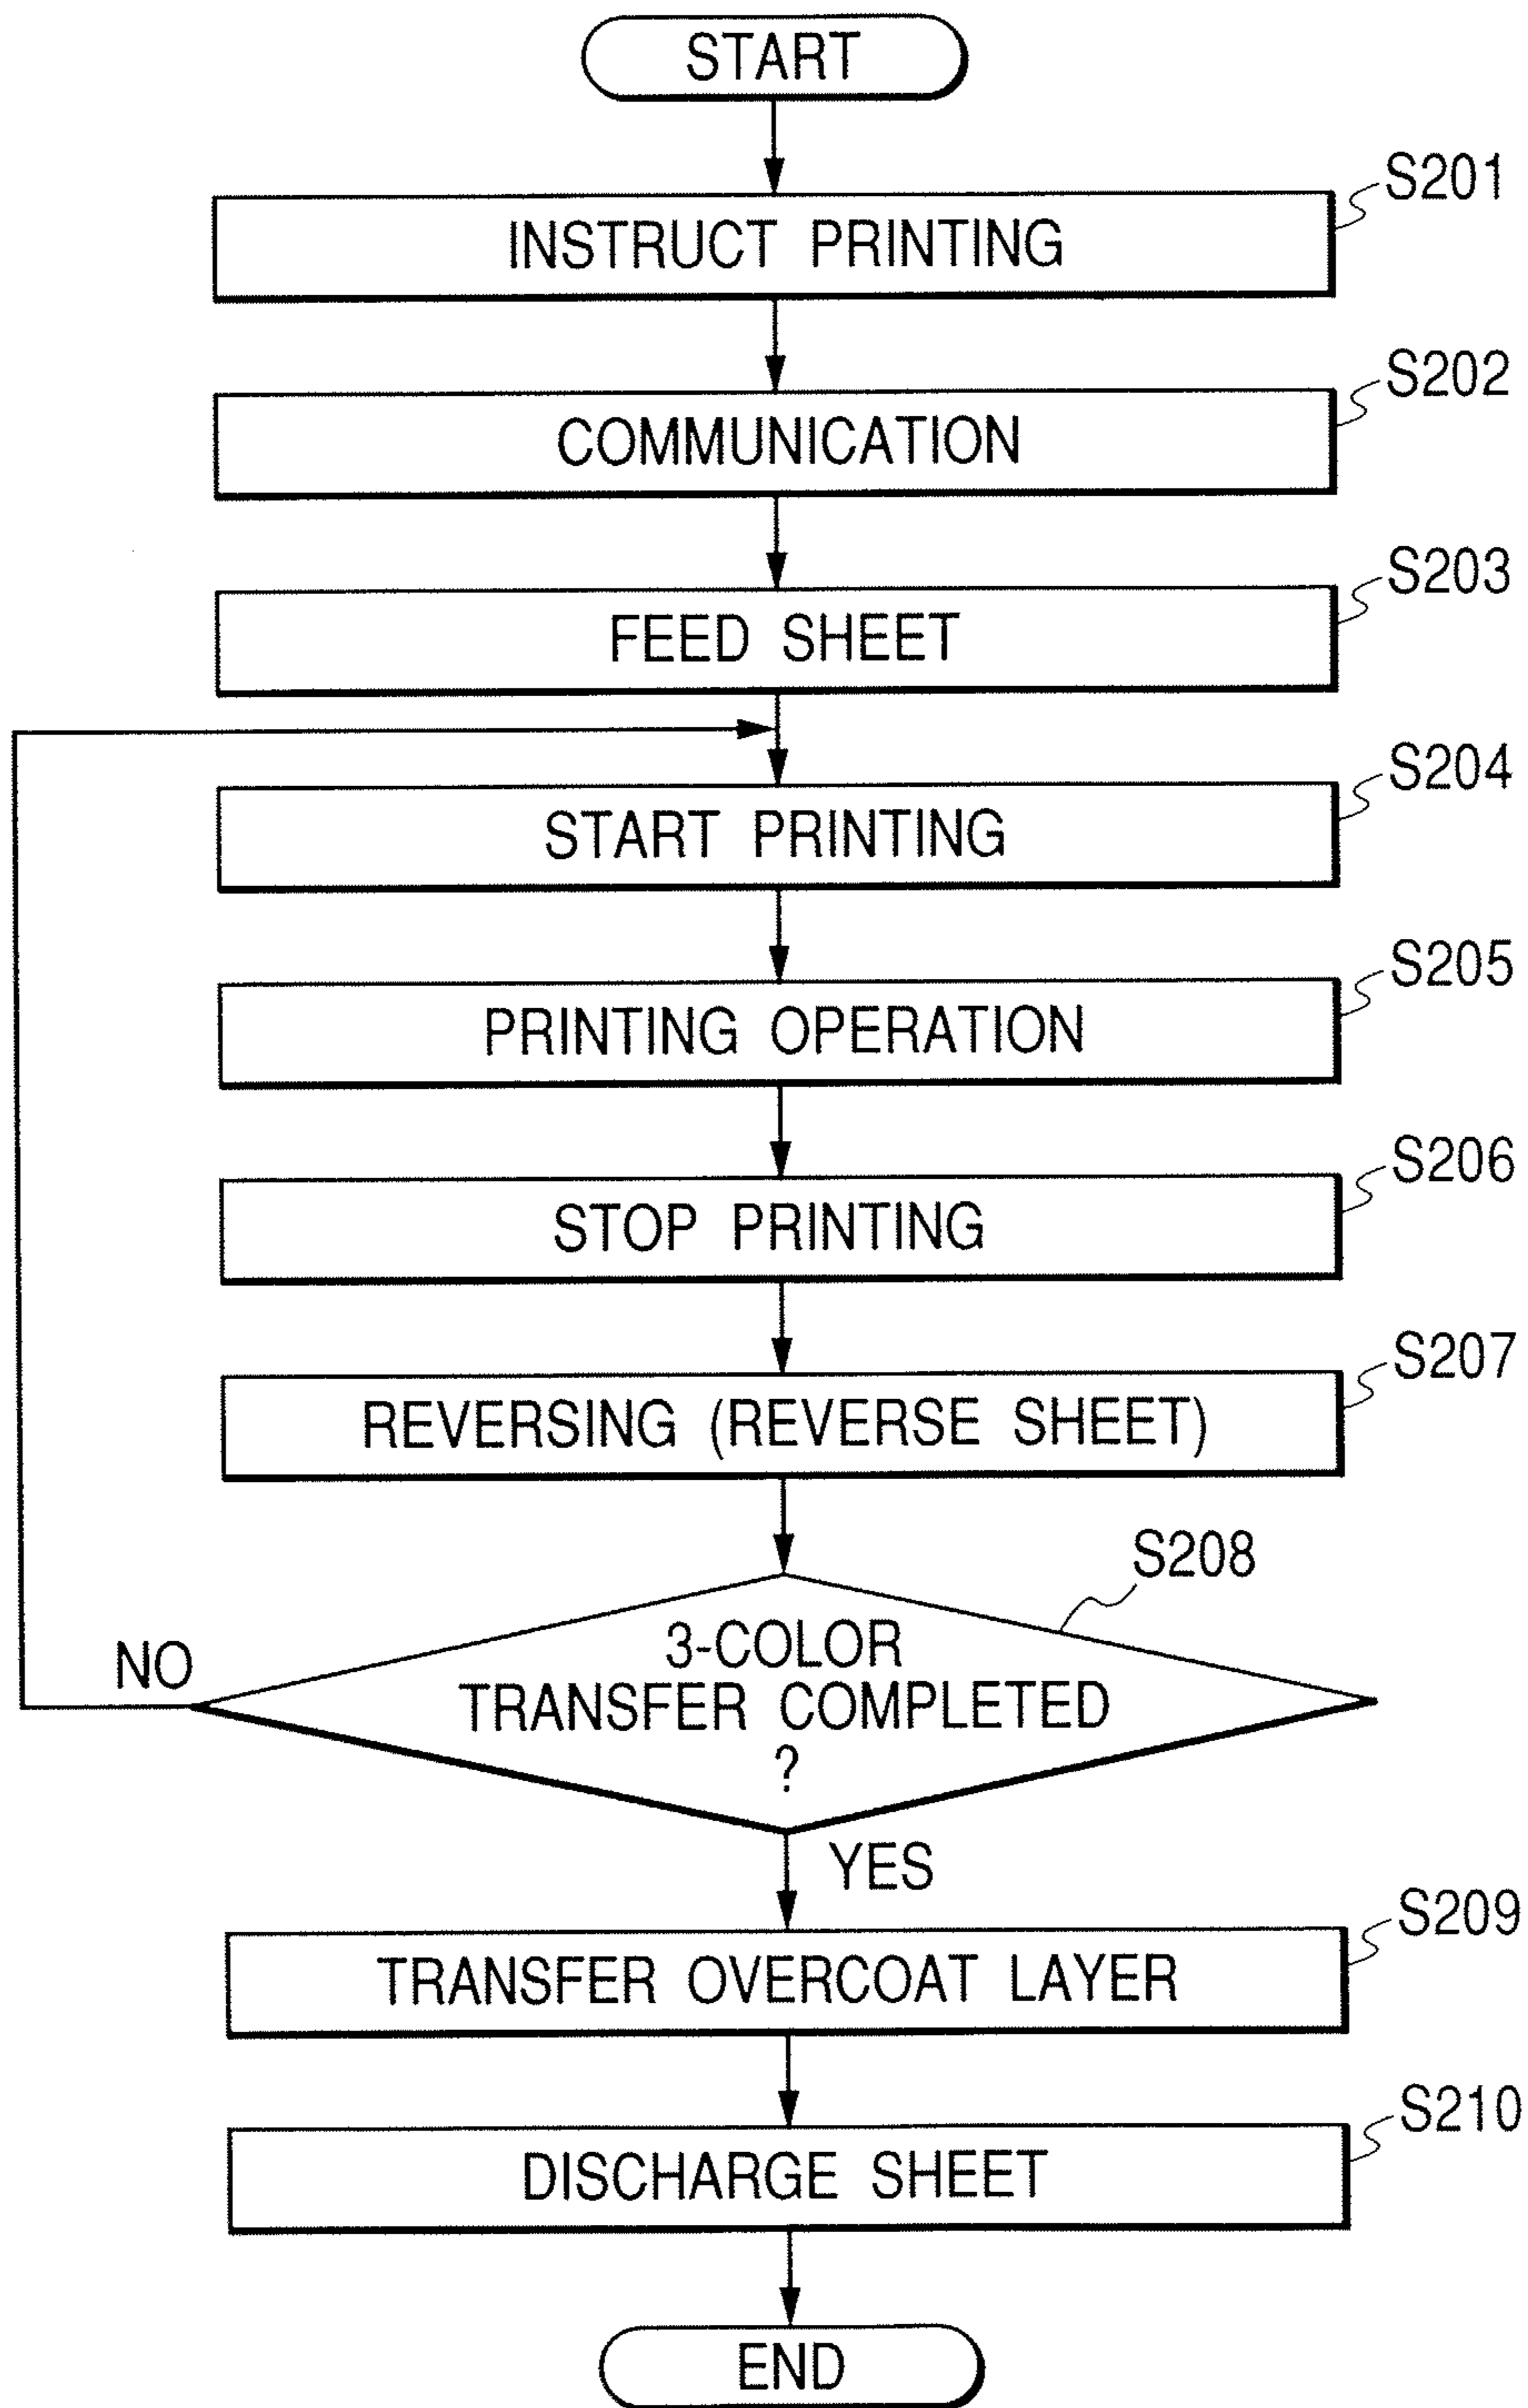 START
S201
INSTRUCT PRINTING
S202
COMMUNICATION
S203
FEED SHEET
S204
START PRINTING
S205
PRINTING OPERATION
S206
STOP PRINTING
S207
REVERSING (REVERSE SHEET)
S208
3-COLOR
TRANSFER COMPLETED
?
NO
YES
S209
TRANSFER OVERCOAT LAYER
S210
DISCHARGE SHEET
END